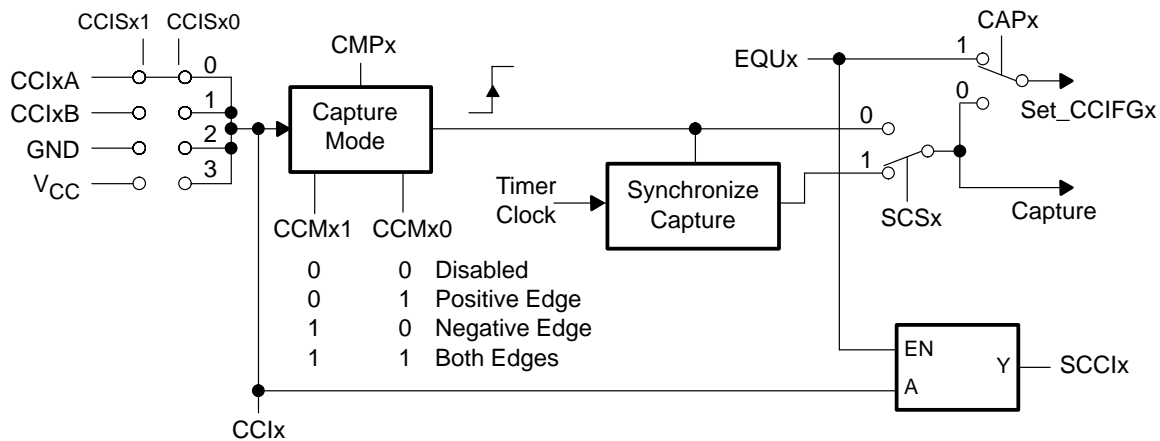 CCISx1 CCISx0
CCIxA
0
CCIxB
1
GND
2
VCC
3
CMPx
Capture
Mode
CCMx1 CCMx0
0 0 Disabled
0 1 Positive Edge
1 0 Negative Edge
1 1 Both Edges
CCIx
Timer
Clock
Synchronize
Capture
EQUx
CAPx
1
0
Set_CCIFGx
0
1
SCSx
Capture
EN
A
Y
SCCIx